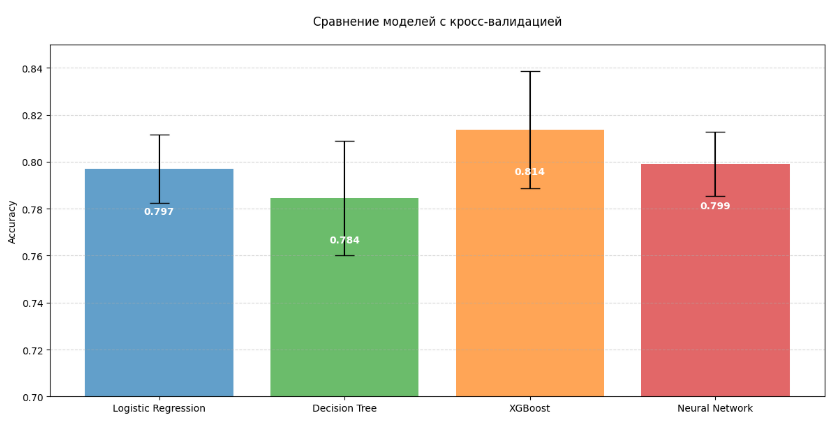 Сравнение моделей с кросс-валидацией
Accuracy
0.84
0.82
0.80
0.78
0.76
0.74
0.72
0.70
0.797
0.784
0.814
0.799
Logistic Regression
Decision Tree
XGBoost
Neural Network